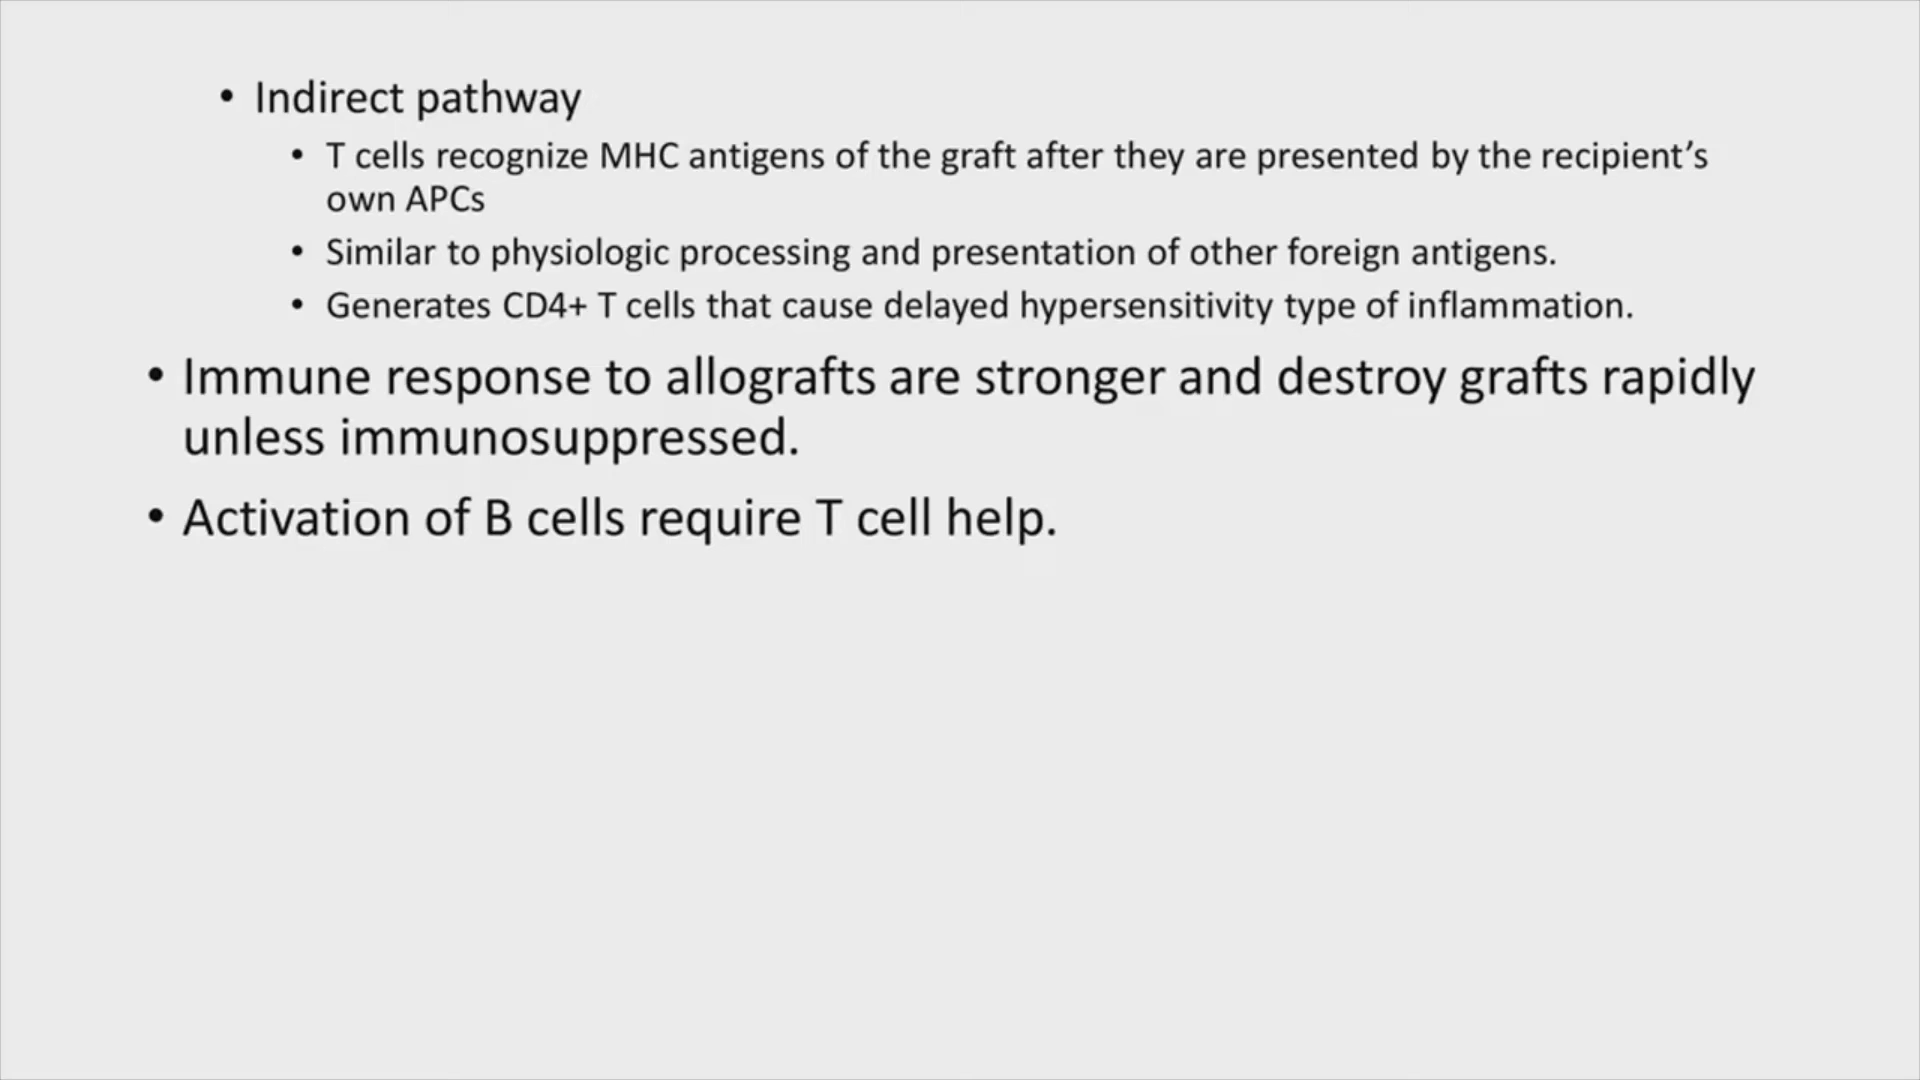 • Indirect pathway
• T cells recognize MHC antigens of the graft after they are presented by the recipient’s
own APCs
• Similar to physiologic processing and presentation of other foreign antigens.
• Generates CD4+ T cells that cause delayed hypersensitivity type of inflammation.
• Immune response to allografts are stronger and destroy grafts rapidly
unless immunosuppressed.
• Activation of B cells require T cell help.